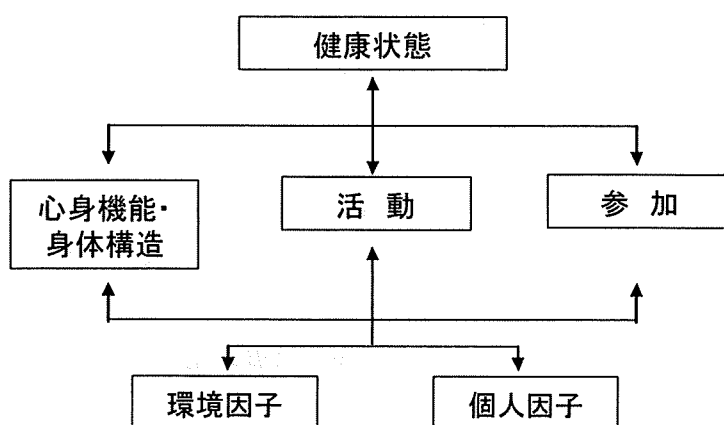 健康状態
心身機能・
身体構造
活 動
参 加
環境因子
個人因子